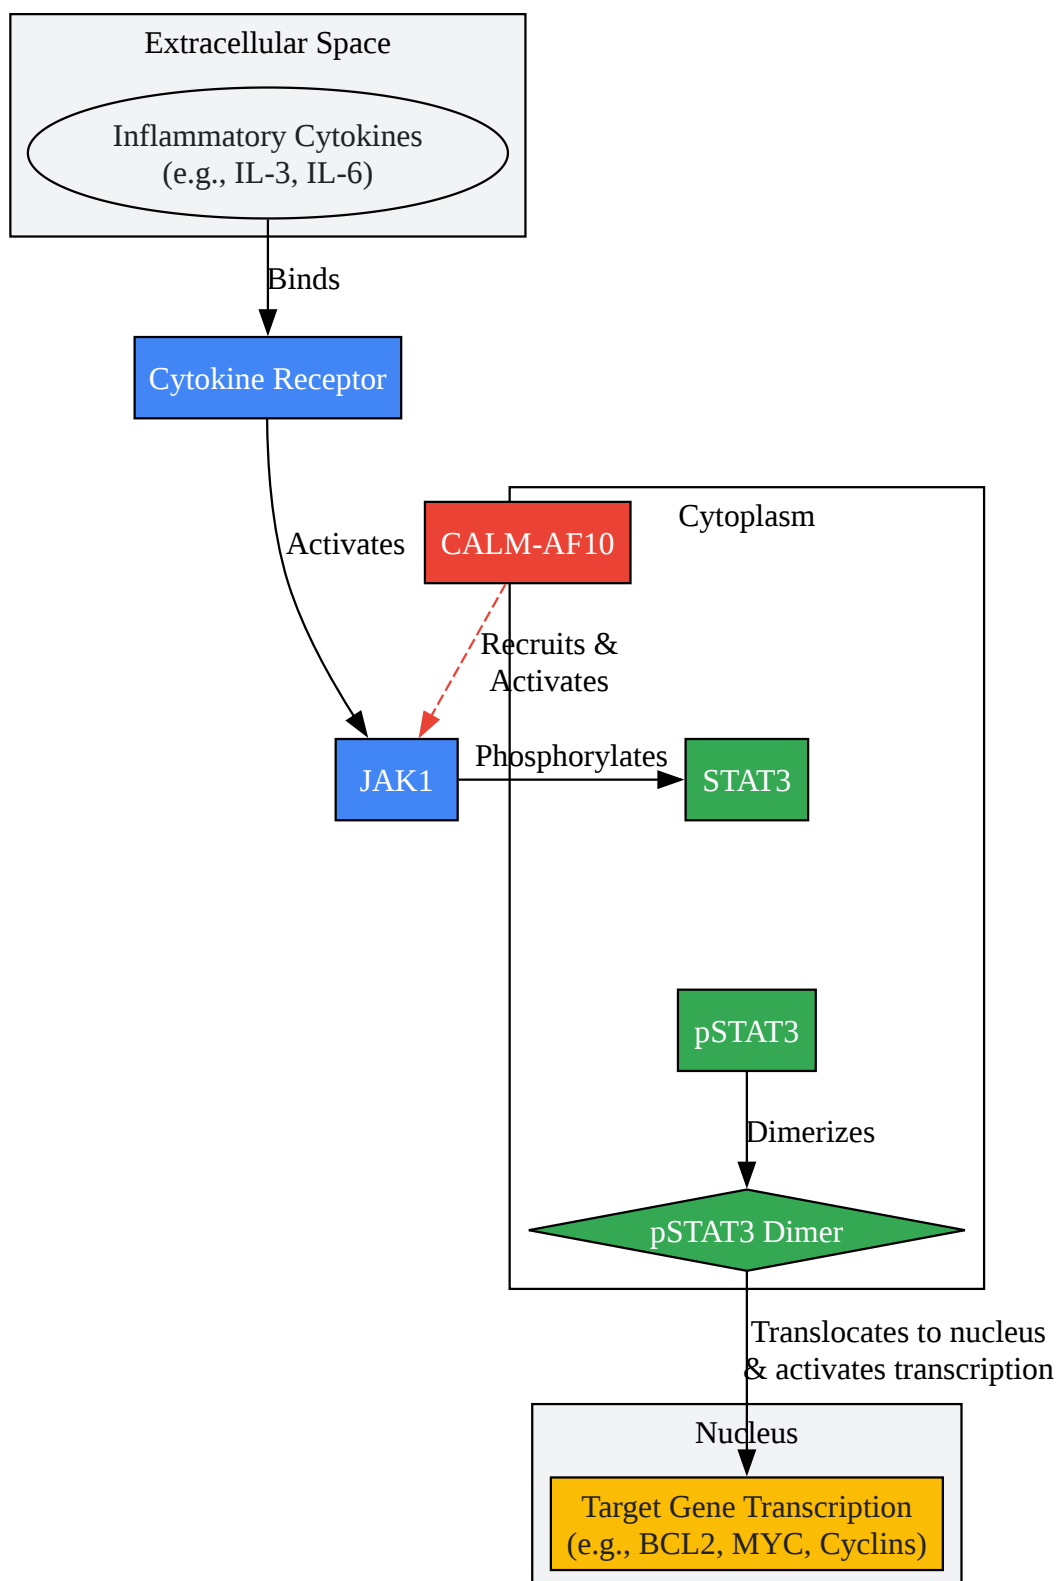 Extracellular Space
Inflammatory Cytokines
(e.g., IL-3, IL-6)
Binds
Cytokine Receptor
Cytoplasm
CALM-AF10
Activates
Recruits &
Activates
Phosphorylates
JAK1
STAT3
pSTAT3
Dimerizes
pSTAT3 Dimer
Translocates to nucleus
& activates transcription
Nucleus
Target Gene Transcription
(e.g., BCL2, MYC, Cyclins)